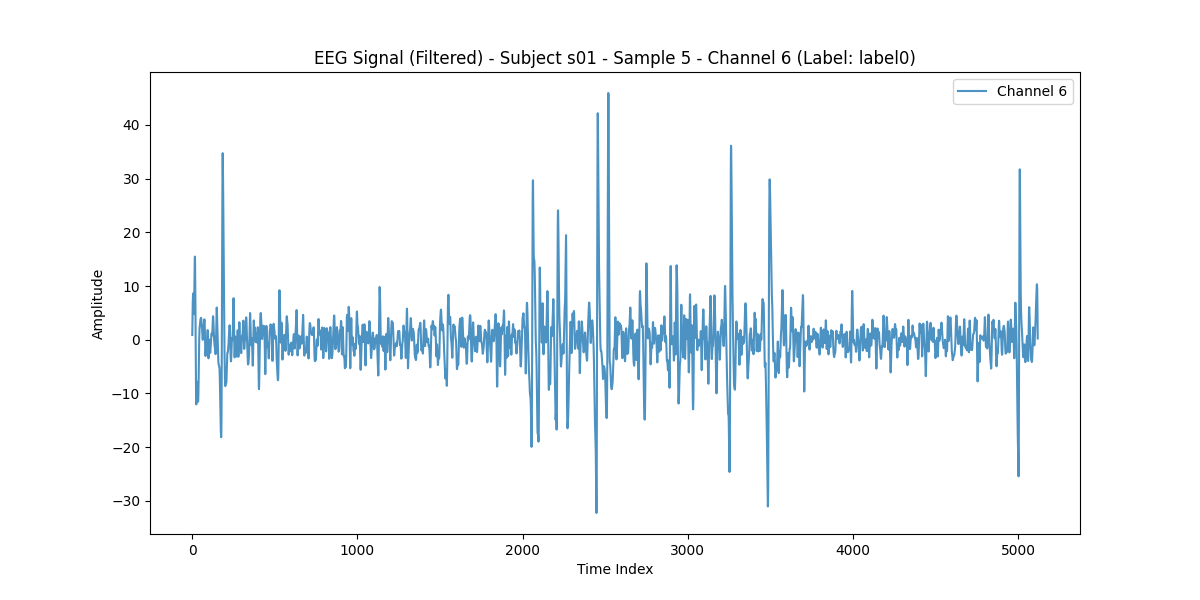 EEG Signal (Filtered) - Subject s01 - Sample 5 - Channel 6 (Label: label0)
Channel 6
Amplitude
40
30
20
10
0
−10
−20
−30
0 1000 2000 3000 4000 5000
Time Index